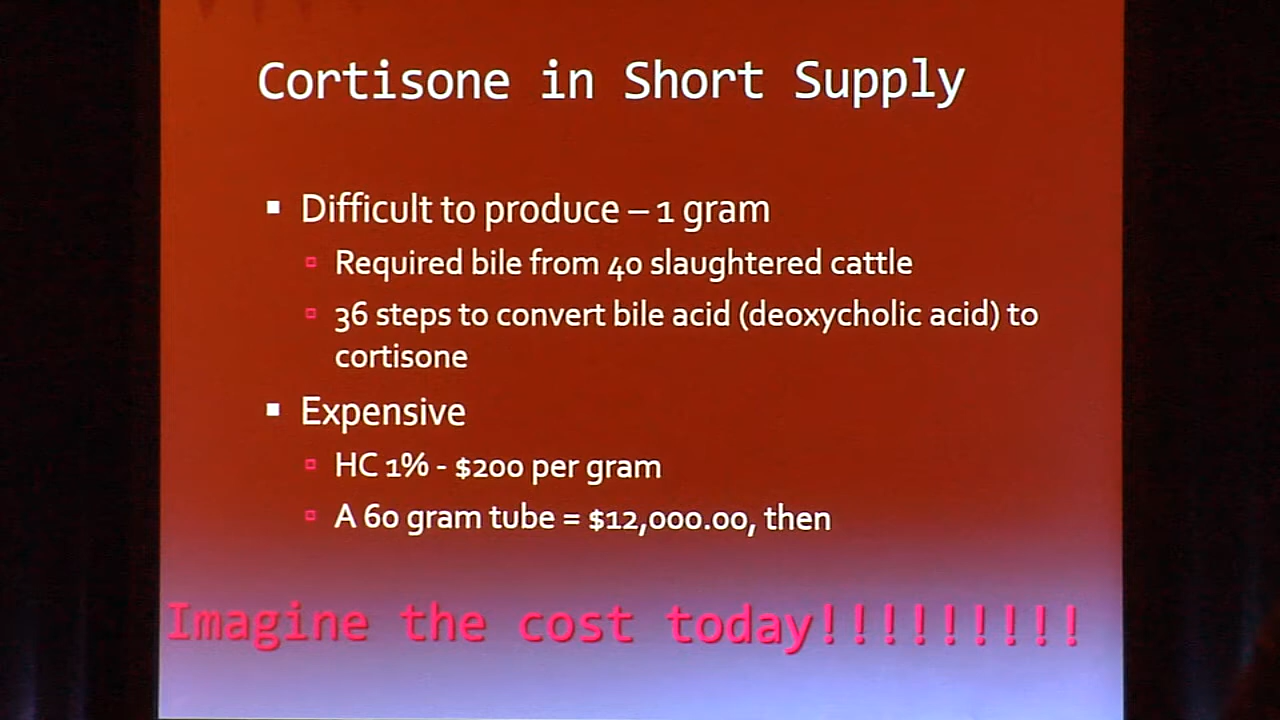 Cortisone in Short Supply
▪ Difficult to produce – 1 gram
▫ Required bile from 40 slaughtered cattle
▫ 36 steps to convert bile acid (deoxycholic acid) to
cortisone
▪ Expensive
▫ HC 1% - $200 per gram
▫ A 60 gram tube = $12,000.00, then
Imagine the cost today!!!!!!!!!